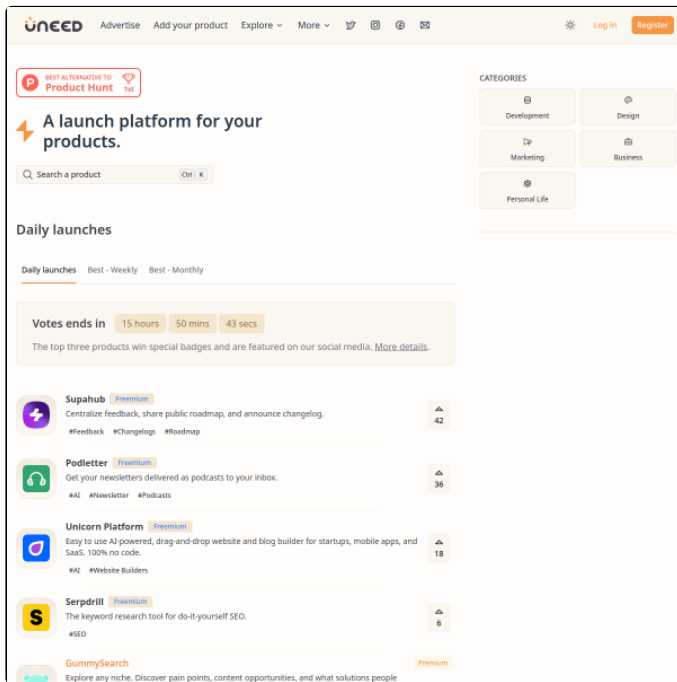 UNEED Advertise Add your product Explore More Log in Register
P BEST ALTERNATIVE TO
Product Hunt 1st
A launch platform for your
products.
Search a product Ctrl K
CATEGORIES
Development Design
Marketing Business
Personal Life
Daily launches
Daily launches Best - Weekly Best - Monthly
Votes ends in 15 hours 50 mins 43 secs
The top three products win special badges and are featured on our social media. More details.
Supahub Freemium
Centralize feedback, share public roadmap, and announce changelog.
#Feedback #Changelogs #Roadmap
42
Podletter Freemium
Get your newsletters delivered as podcasts to your inbox.
#AI #Newsletter #Podcasts
36
Unicorn Platform Freemium
Easy to use AI-powered, drag-and-drop website and blog builder for startups, mobile apps, and
SaaS. 100% no code.
#AI #Website Builders
18
S
Serpdrill Freemium
The keyword research tool for do-it-yourself SEO.
#SEO
6
GummySearch Premium
Explore any niche. Discover pain points, content opportunities, and what solutions people